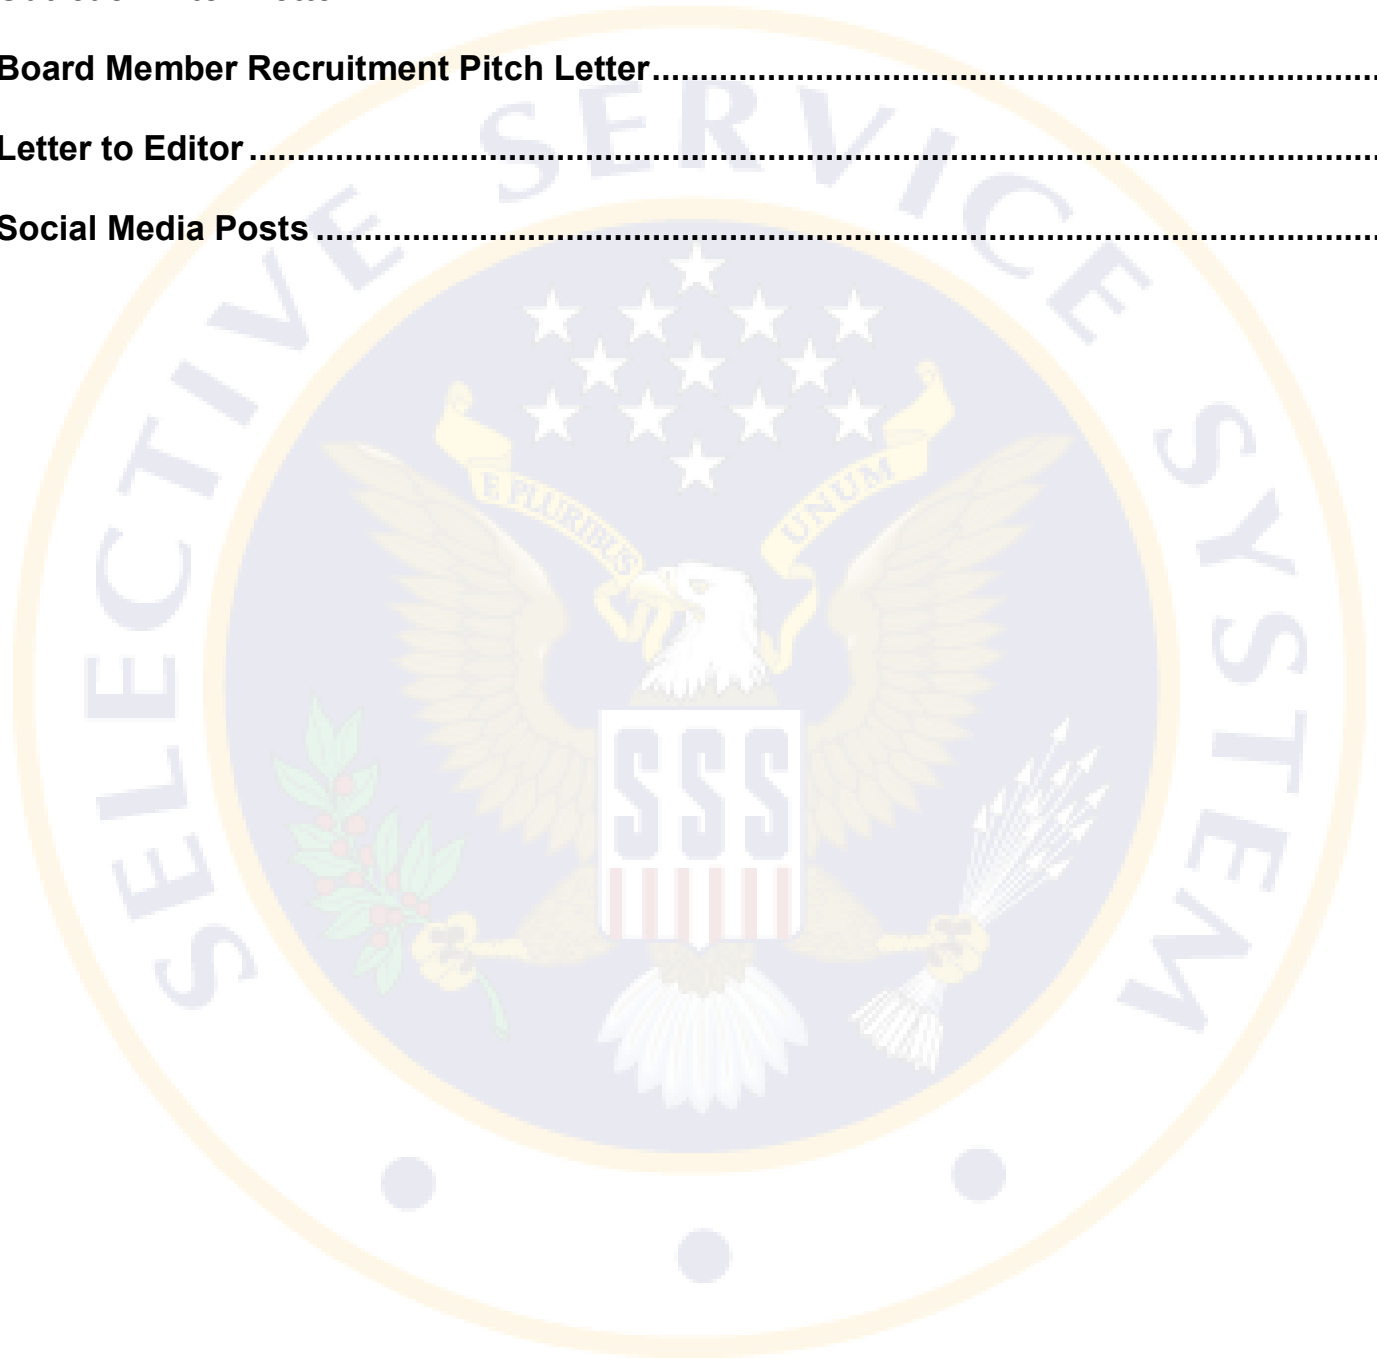 Board Member Recruitment Pitch Letter................................................................................
Letter to Editor................................................................................................................
Social Media Posts..........................................................................................................
SELECTIVE SERVICE SYSTEM
E PLURIBUS
UNUM
SSS